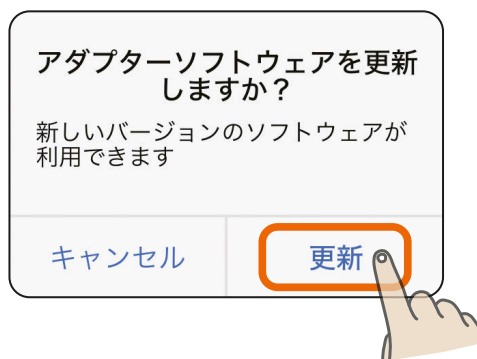 アダプターソフトウェアを更新
しますか？
新しいバージョンのソフトウェアが
利用できます
キャンセル
更新